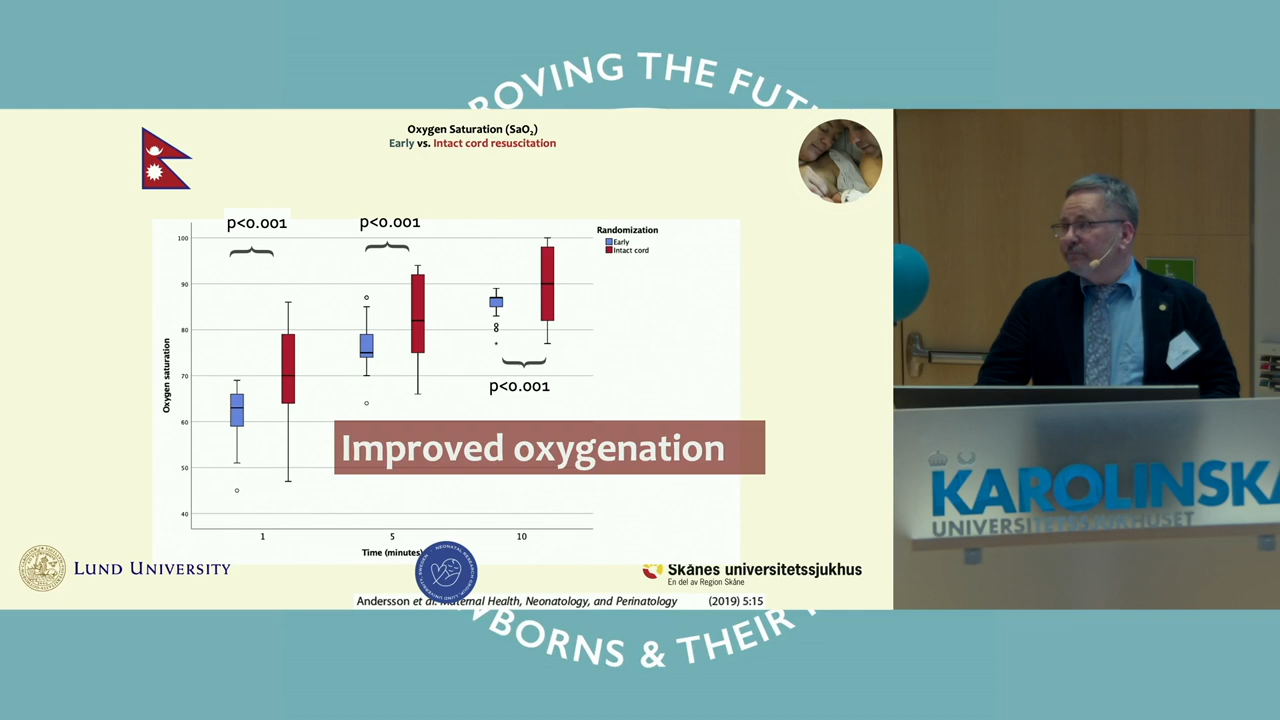 ROVING THE FUT
Oxygen Saturation (SaO₂)
Early vs. Intact cord resuscitation
p<0.001
p<0.001
Randomization
Early
Intact cord
100
90
80
70
60
50
40
Oxygen saturation
p<0.001
Improved oxygenation
1
5
10
Time (minutes)
LUND UNIVERSITY
Skånes universitetssjukhus
En del av Region Skåne
Andersson et al. Maternal Health, Neonatology, and Perinatology (2019) 5:15
KAROLINSKA
UNIVERSITETSSJUKHUSET
WBORNS & THEIR